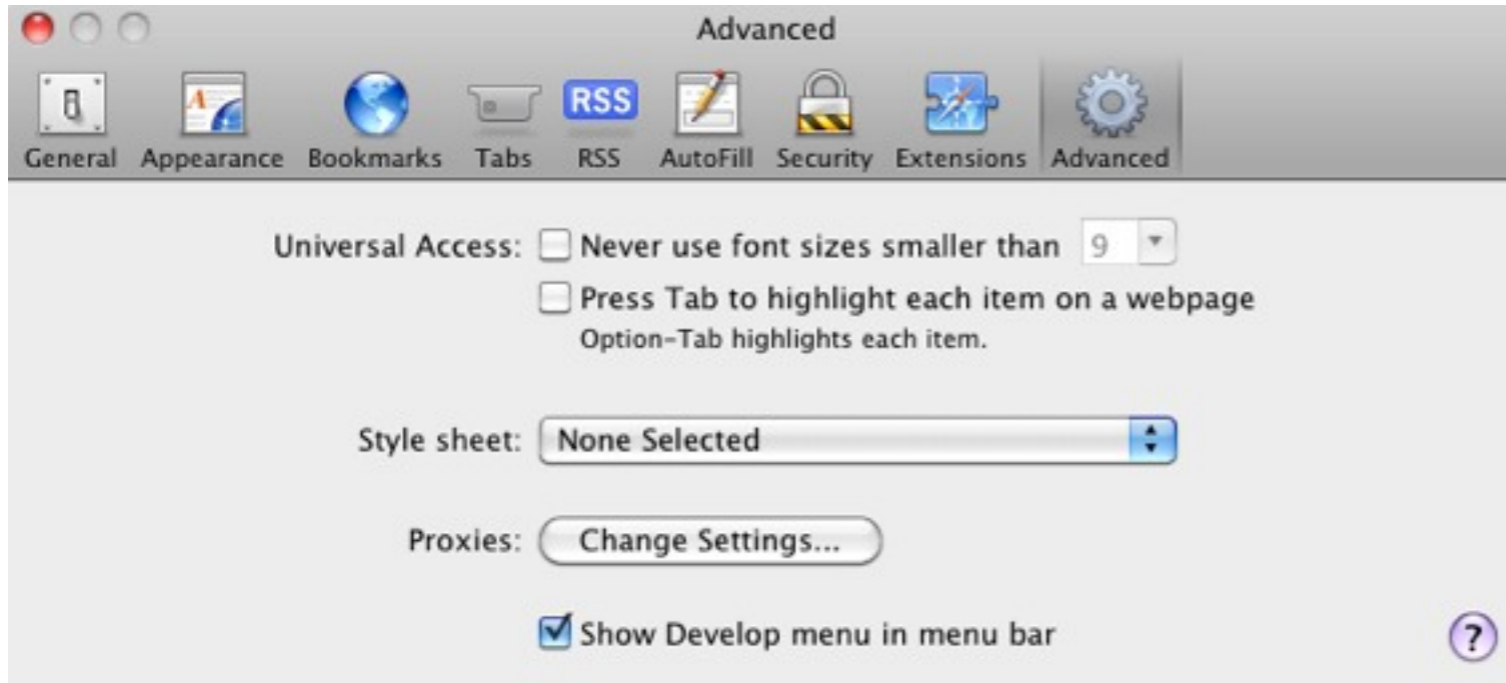 Advanced
RSS
General Appearance Bookmarks Tabs RSS AutoFill Security Extensions Advanced
Universal Access: Never use font sizes smaller than 9
Press Tab to highlight each item on a webpage
Option-Tab highlights each item.
Style sheet: None Selected
Proxies: Change Settings...
Show Develop menu in menu bar
?